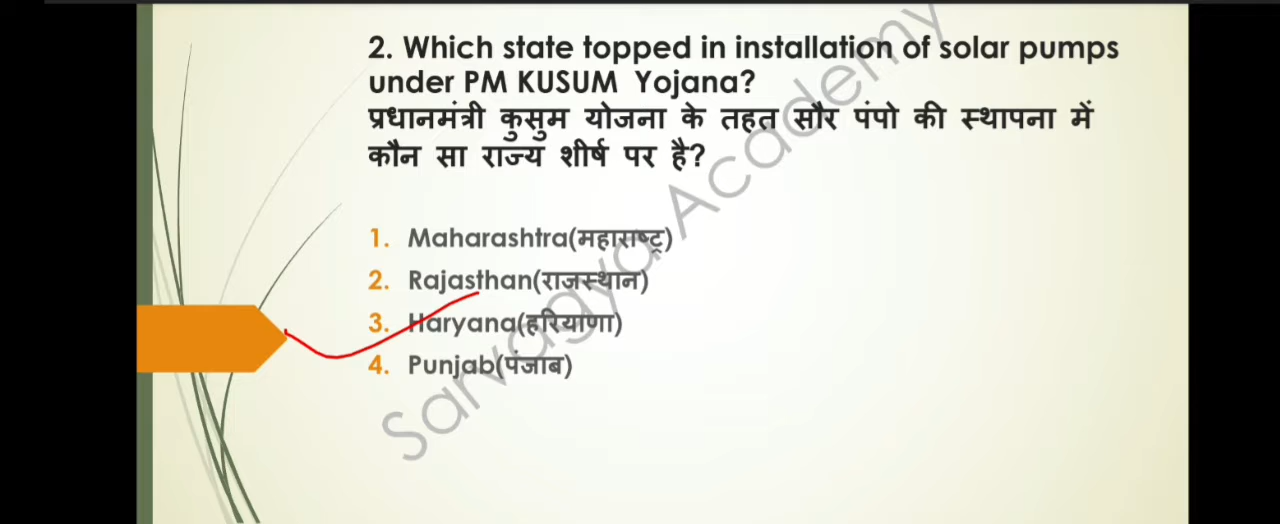 2. Which state topped in installation of solar pumps
under PM KUSUM Yojana?
प्रधानमंत्री कुसुम योजना के तहत सौर पंपो की स्थापना में
कौन सा राज्य शीर्ष पर है?
1. Maharashtra(महाराष्ट्र)
2. Rajasthan(राजस्थान)
3. Haryana(हरियाणा)
4. Punjab(पंजाब)
Sarvagya Academy